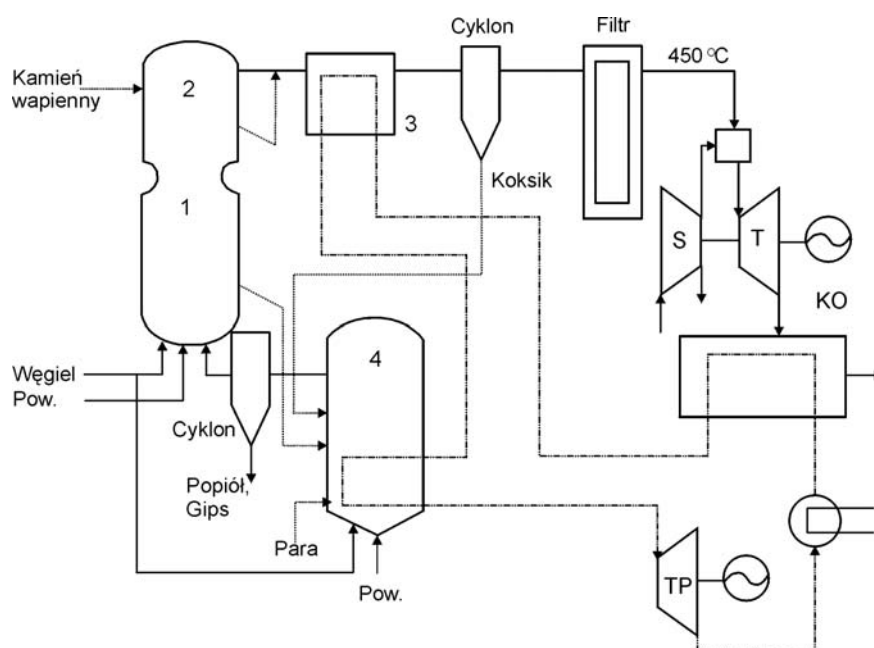 Cyklon
Filtr
450 °C
Kamień
wapienny
2
3
Koksik
1
S
T
KO
4
Węgiel
Pow.
Cyklon
Popiół,
Gips
Para
Pow.
TP